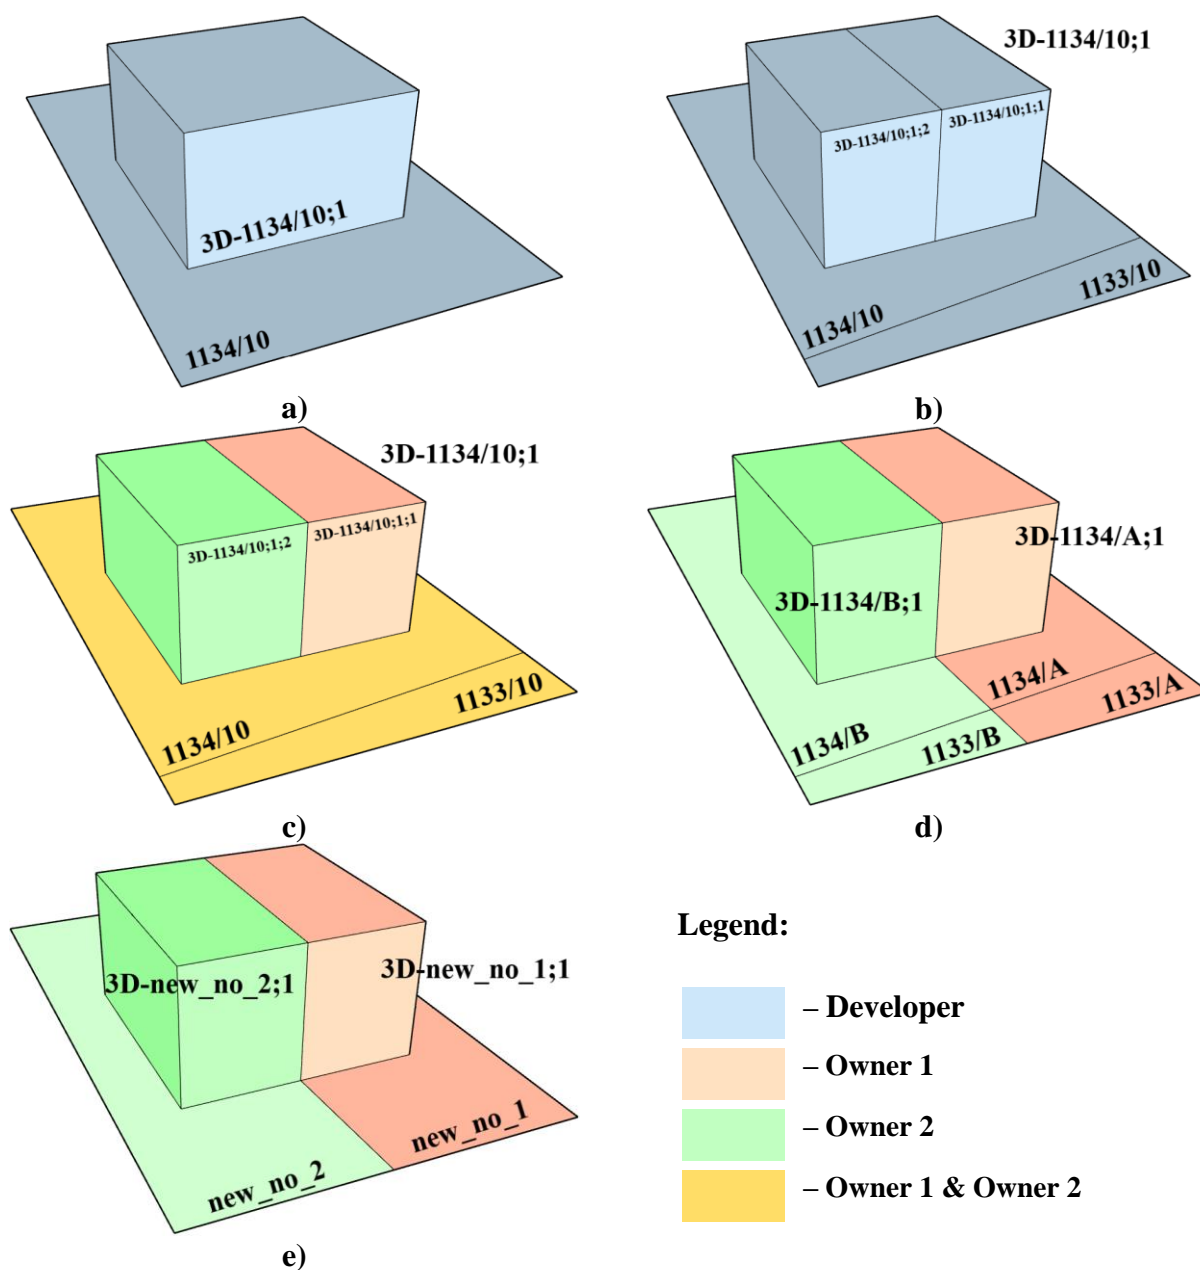 3D-1134/10;1
1134/10
a)
3D-1134/10;1
3D-1134/10;1;2
3D-1134/10;1;1
1134/10
1133/10
b)
3D-1134/10;1
3D-1134/10;1;2
3D-1134/10;1;1
1134/10
1133/10
c)
3D-1134/A;1
3D-1134/B;1
1134/A
1133/A
1134/B
1133/B
d)
3D-new_no_2;1
3D-new_no_1;1
new_no_1
new_no_2
e)
Legend:
– Developer
– Owner 1
– Owner 2
– Owner 1 & Owner 2